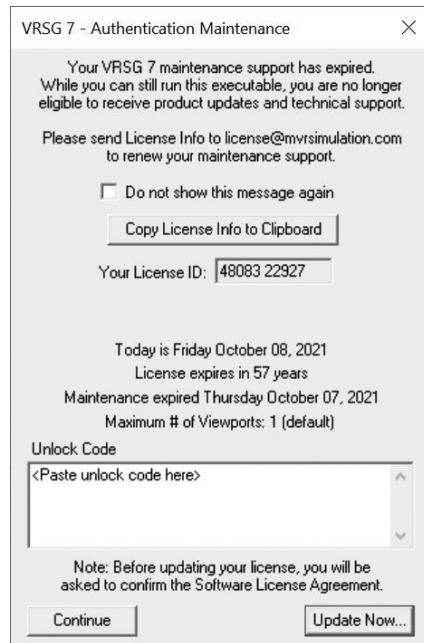 VRSG 7 - Authentication Maintenance
Your VRSG 7 maintenance support has expired.
While you can still run this executable, you are no longer
eligible to receive product updates and technical support.
Please send License Info to license@mvrsimulation.com
to renew your maintenance support.
Do not show this message again
Copy License Info to Clipboard
Your License ID: 48083 22927
Today is Friday October 08, 2021
License expires in 57 years
Maintenance expired Thursday October 07, 2021
Maximum # of Viewports: 1 (default)
Unlock Code
<Paste unlock code here>
Note: Before updating your license, you will be
asked to confirm the Software License Agreement.
Continue
Update Now...